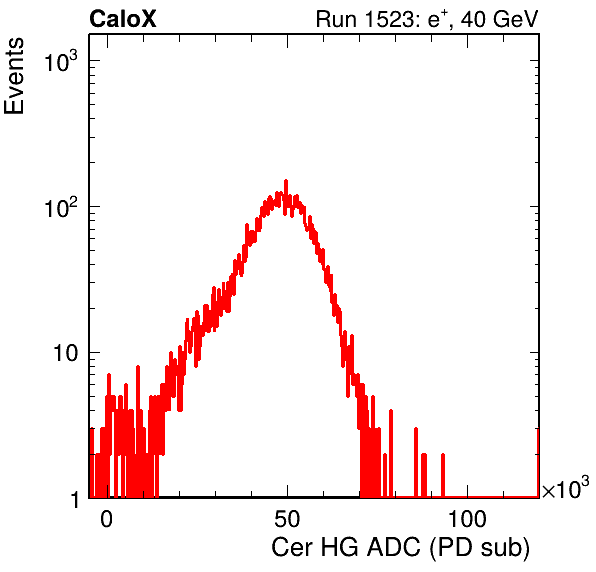 CaloX Run 1523: e⁺, 40 GeV
Events
10³
10²
10
1
0 50 100 ×10³
Cer HG ADC (PD sub)